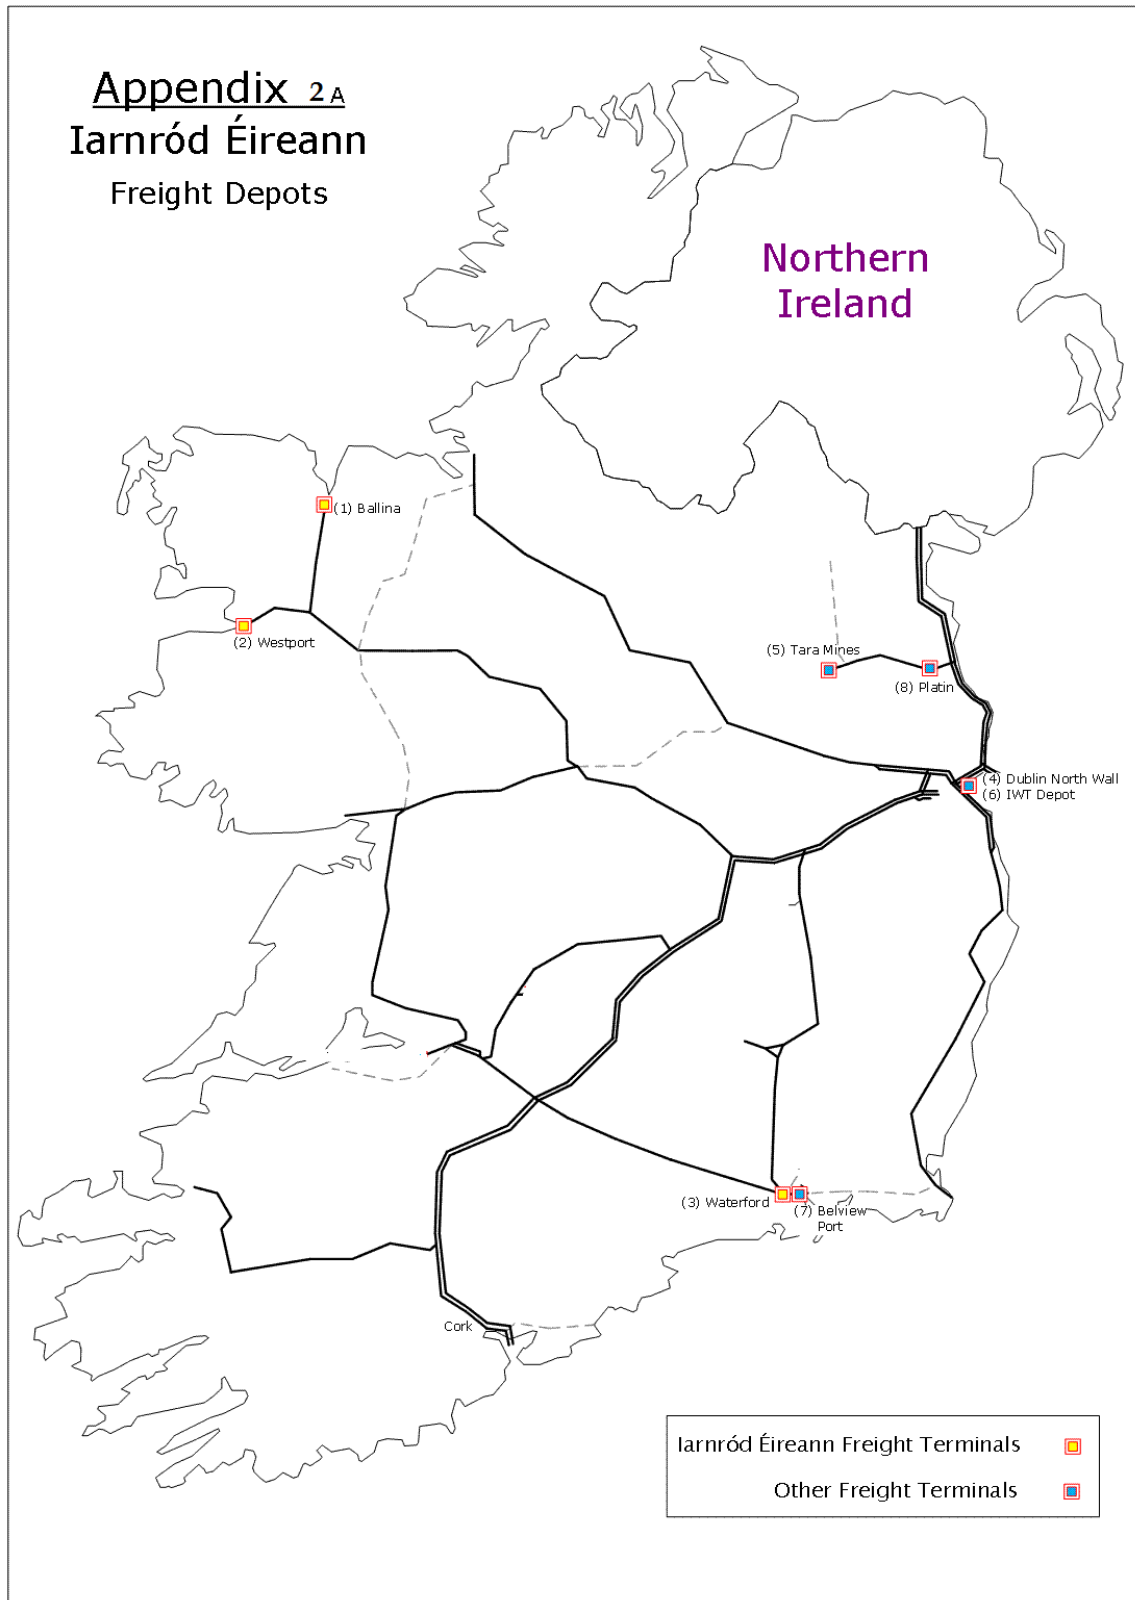 Appendix 2 A
Iarnród Éireann
Freight Depots
Northern
Ireland
(1) Ballina
(2) Westport
(5) Tara Mines
(8) Platin
(4) Dublin North Wall
(6) IWT Depot
(3) Waterford
(7) Belview
Port
Cork
Iarnród Éireann Freight Terminals
Other Freight Terminals